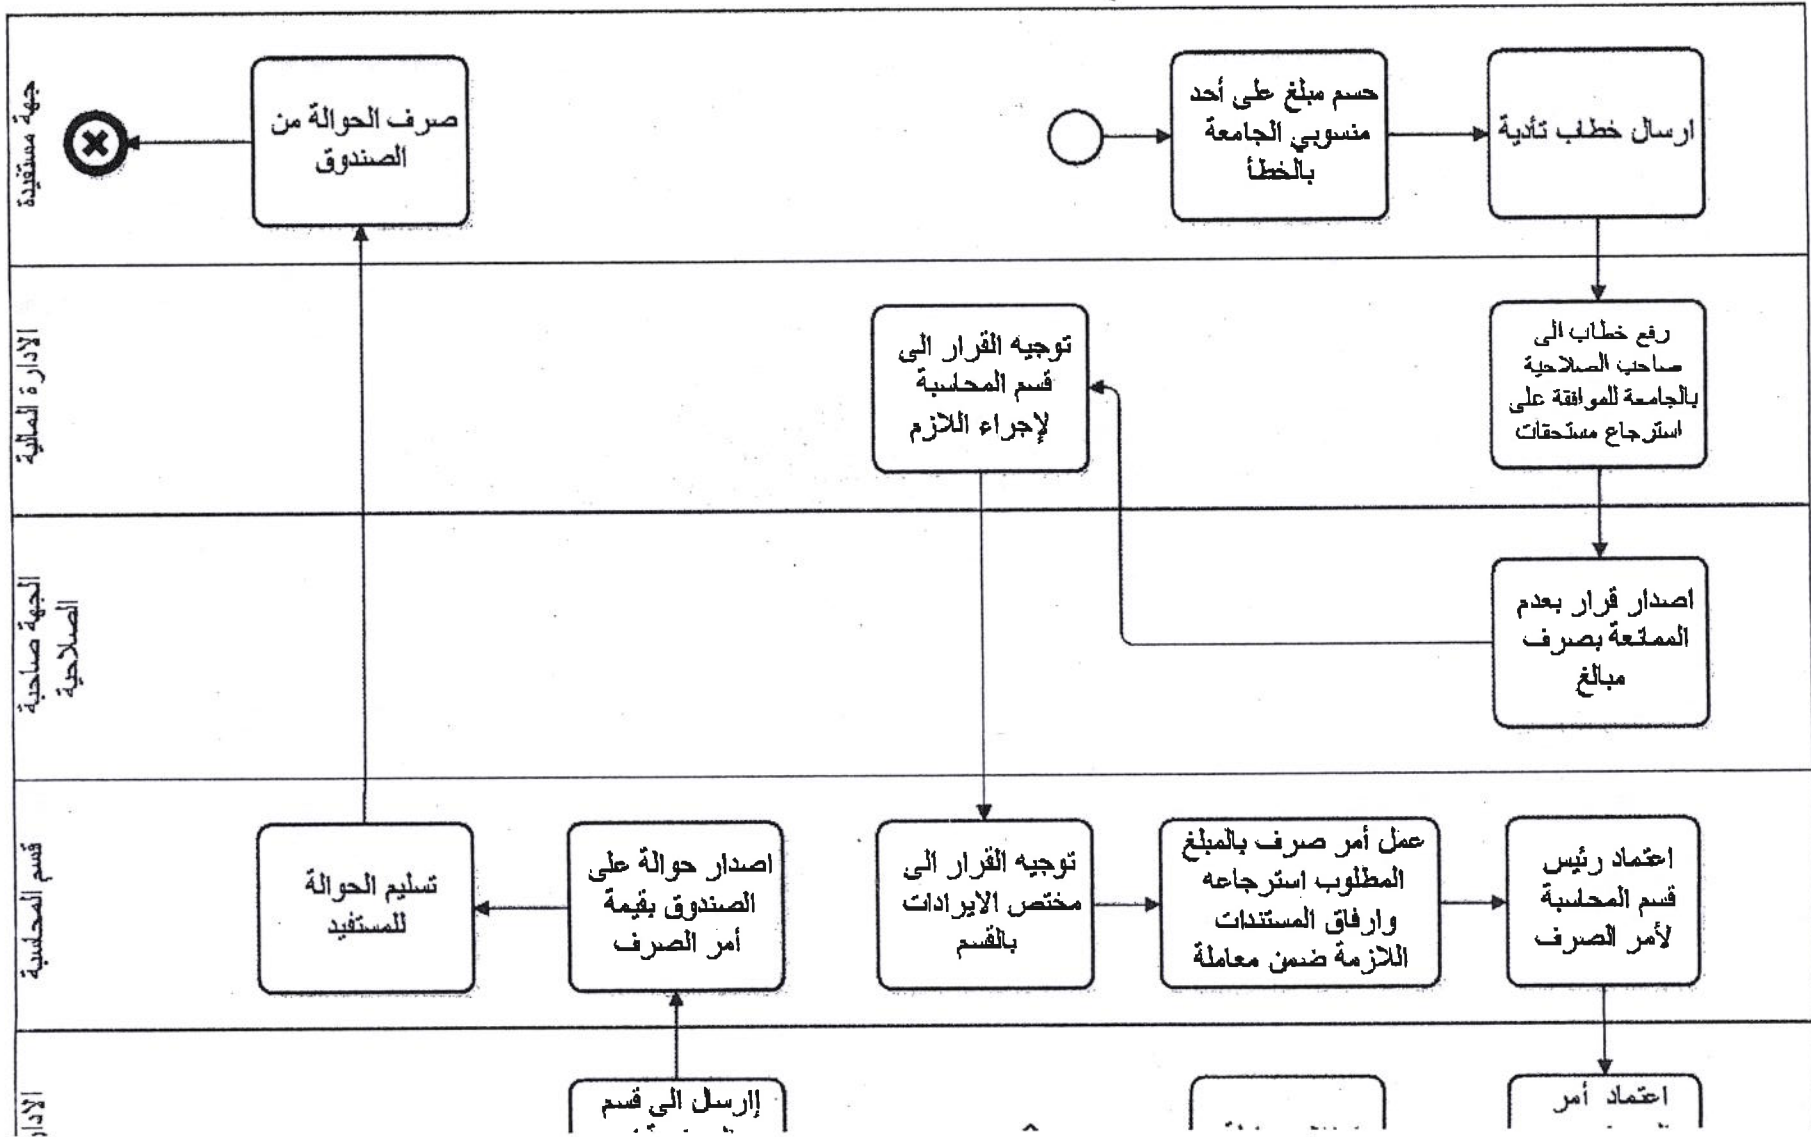 جهة مستفيدة
حسم مبلغ على أحد
منسوبي الجامعة
بالخطأ
ارسال خطاب تأدية
صرف الحوالة من
الصندوق
الادارة المالية
رفع خطاب الى
صاحب الصلاحية
بالجامعة للموافقة على
استرجاع مستحقات
توجيه القرار الى
قسم المحاسبة
لإجراء اللازم
الجهة صاحبة
الصلاحية
اصدار قرار بعدم
الممانعة بصرف
مبالغ
قسم المحاسبة
توجيه القرار الى
مختص الايرادات
بالقسم
عمل أمر صرف بالمبلغ
المطلوب استرجاعه
وارفاق المستندات
اللازمة ضمن معاملة
اعتماد رئيس
قسم المحاسبة
لأمر الصرف
اصدار حوالة على
الصندوق بقيمة
أمر الصرف
تسليم الحوالة
للمستفيد
اعتماد أمر
إارسال الى قسم